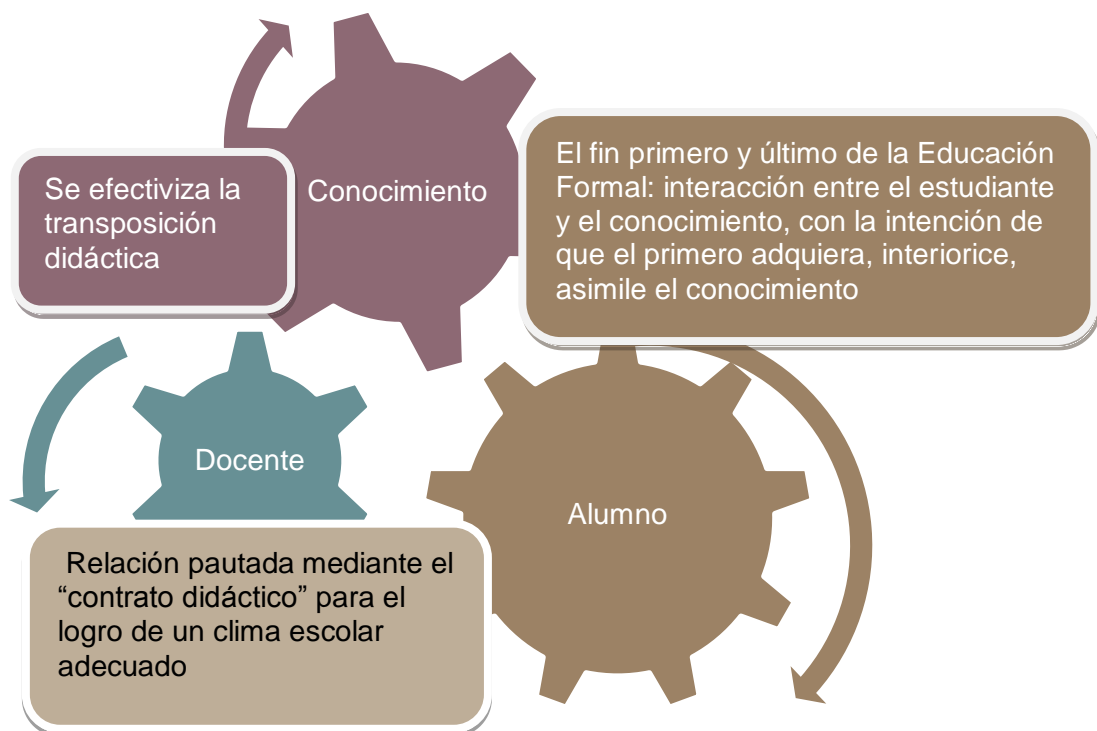 Se efectiviza la
transposición
didáctica
Conocimiento
El fin primero y último de la Educación
Formal: interacción entre el estudiante
y el conocimiento, con la intención de
que el primero adquiera, interiorice,
asimile el conocimiento
Docente
Alumno
Relación pautada mediante el
“contrato didáctico” para el
logro de un clima escolar
adecuado